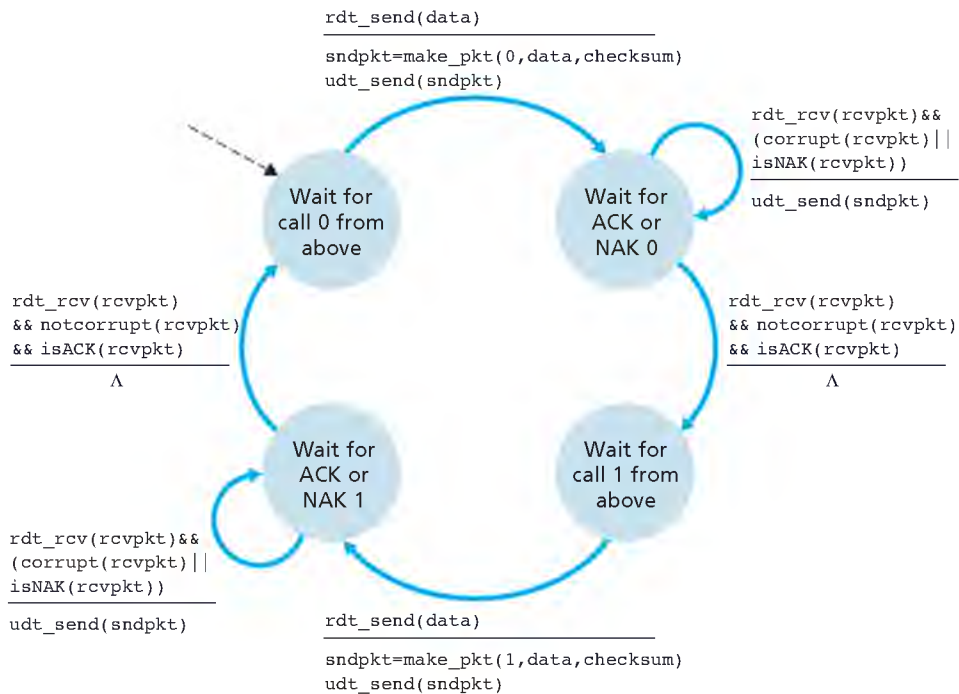 rdt_send(data)
sndpkt=make_pkt(0,data,checksum)
udt_send(sndpkt)
rdt_rcv(rcvpkt)&&
(corrupt(rcvpkt)||
isNAK(rcvpkt))
udt_send(sndpkt)
Wait for
call 0 from
above
Wait for
ACK or
NAK 0
rdt_rcv(rcvpkt)
&& notcorrupt(rcvpkt)
&& isACK(rcvpkt)
Λ
rdt_rcv(rcvpkt)
&& notcorrupt(rcvpkt)
&& isACK(rcvpkt)
Λ
Wait for
ACK or
NAK 1
Wait for
call 1 from
above
rdt_rcv(rcvpkt)&&
(corrupt(rcvpkt)||
isNAK(rcvpkt))
udt_send(sndpkt)
rdt_send(data)
sndpkt=make_pkt(1,data,checksum)
udt_send(sndpkt)